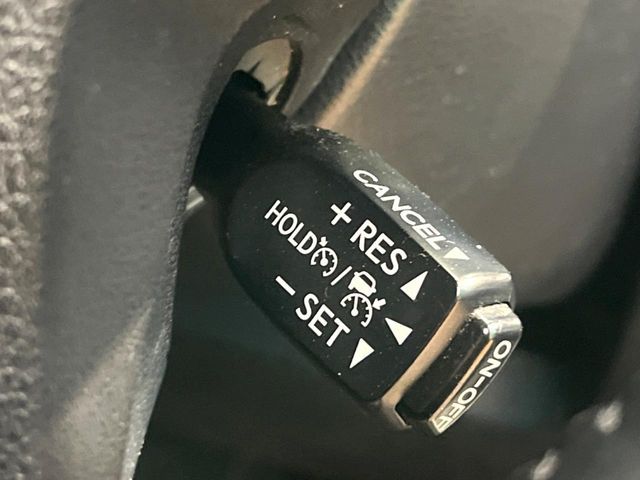 CANCEL
+ RES
HOLD /
- SET
ON-OFF